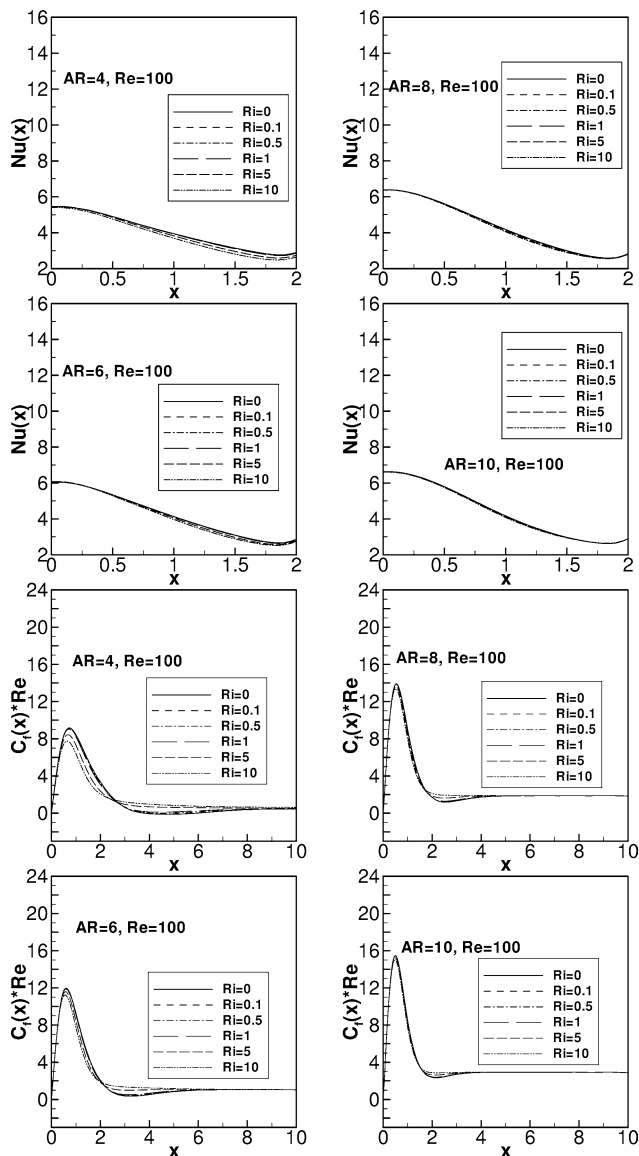 16
14
12
10
8
6
4
2
Nu(x)
AR=4, Re=100
Ri=0
Ri=0.1
Ri=0.5
Ri=1
Ri=5
Ri=10
0 0.5 1 1.5 2
x
16
14
12
10
8
6
4
2
Nu(x)
AR=8, Re=100
Ri=0
Ri=0.1
Ri=0.5
Ri=1
Ri=5
Ri=10
0 0.5 1 1.5 2
x
16
14
12
10
8
6
4
2
Nu(x)
AR=6, Re=100
Ri=0
Ri=0.1
Ri=0.5
Ri=1
Ri=5
Ri=10
0 0.5 1 1.5 2
x
16
14
12
10
8
6
4
2
Nu(x)
Ri=0
Ri=0.1
Ri=0.5
Ri=1
Ri=5
Ri=10
AR=10, Re=100
0 0.5 1 1.5 2
x
24
20
16
12
8
4
0
Cf(x)*Re
AR=4, Re=100
Ri=0
Ri=0.1
Ri=0.5
Ri=1
Ri=5
Ri=10
0 2 4 6 8 10
x
24
20
16
12
8
4
0
Cf(x)*Re
AR=8, Re=100
Ri=0
Ri=0.1
Ri=0.5
Ri=1
Ri=5
Ri=10
0 2 4 6 8 10
x
24
20
16
12
8
4
0
Cf(x)*Re
AR=6, Re=100
Ri=0
Ri=0.1
Ri=0.5
Ri=1
Ri=5
Ri=10
0 2 4 6 8 10
x
24
20
16
12
8
4
0
Cf(x)*Re
AR=10, Re=100
Ri=0
Ri=0.1
Ri=0.5
Ri=1
Ri=5
Ri=10
0 2 4 6 8 10
x